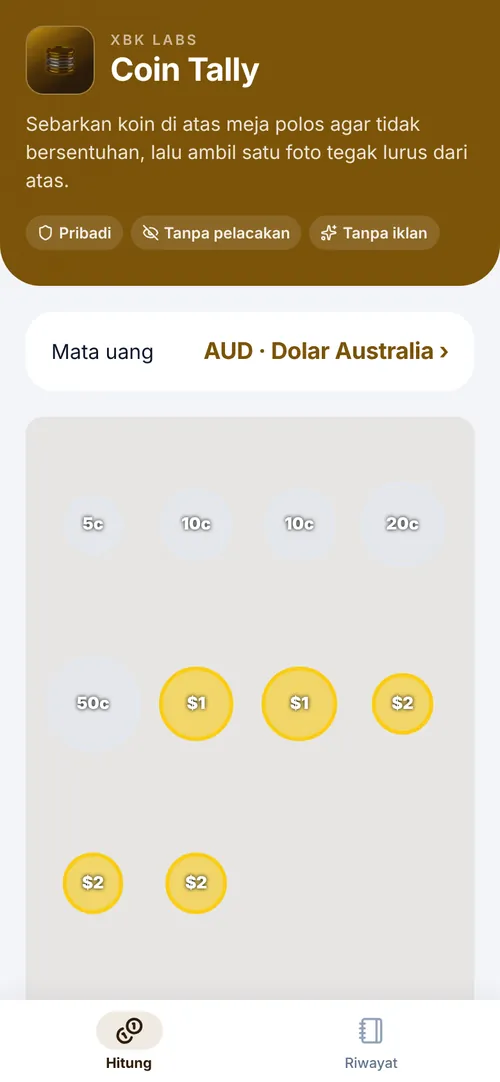 XBK LABS
Coin Tally
Sebarkan koin di atas meja polos agar tidak
bersentuhan, lalu ambil satu foto tegak lurus dari
atas.
Pribadi
Tanpa pelacakan
Tanpa iklan
Mata uang
AUD · Dolar Australia ›
5c
10c
10c
20c
50c
$1
$1
$2
$2
$2
Hitung
Riwayat